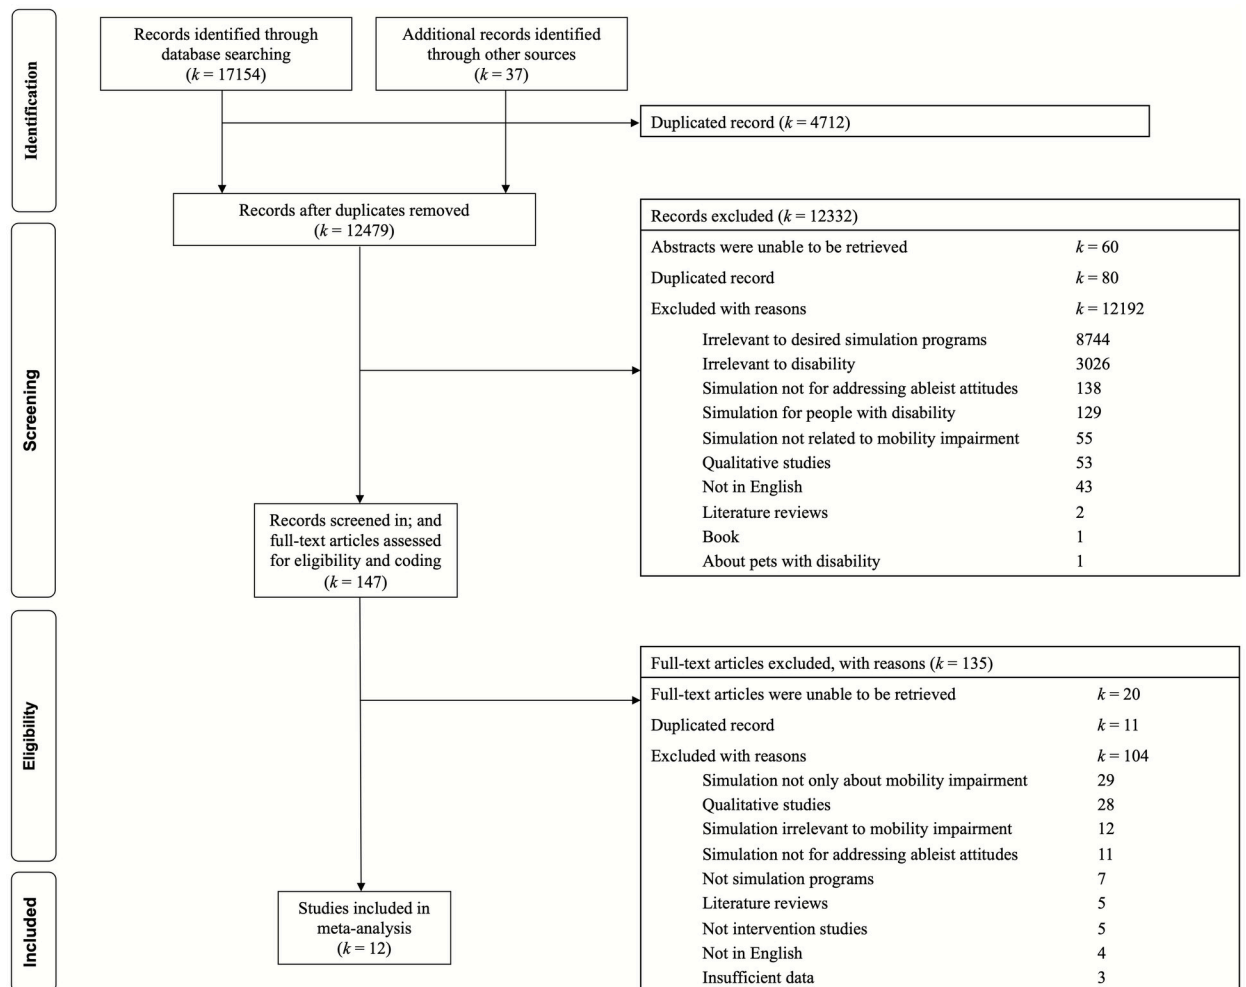 Identification
Records identified through
database searching
(k = 17154)
Additional records identified
through other sources
(k = 37)
Duplicated record (k = 4712)
Records after duplicates removed
(k = 12479)
Screening
Records excluded (k = 12332)
Abstracts were unable to be retrieved k = 60
Duplicated record k = 80
Excluded with reasons k = 12192
Irrelevant to desired simulation programs 8744
Irrelevant to disability 3026
Simulation not for addressing ableist attitudes 138
Simulation for people with disability 129
Simulation not related to mobility impairment 55
Qualitative studies 53
Not in English 43
Literature reviews 2
Book 1
About pets with disability 1
Records screened in; and
full-text articles assessed
for eligibility and coding
(k = 147)
Eligibility
Full-text articles excluded, with reasons (k = 135)
Full-text articles were unable to be retrieved k = 20
Duplicated record k = 11
Excluded with reasons k = 104
Simulation not only about mobility impairment 29
Qualitative studies 28
Simulation irrelevant to mobility impairment 12
Simulation not for addressing ableist attitudes 11
Not simulation programs 7
Literature reviews 5
Not intervention studies 5
Not in English 4
Insufficient data 3
Included
Studies included in
meta-analysis
(k = 12)